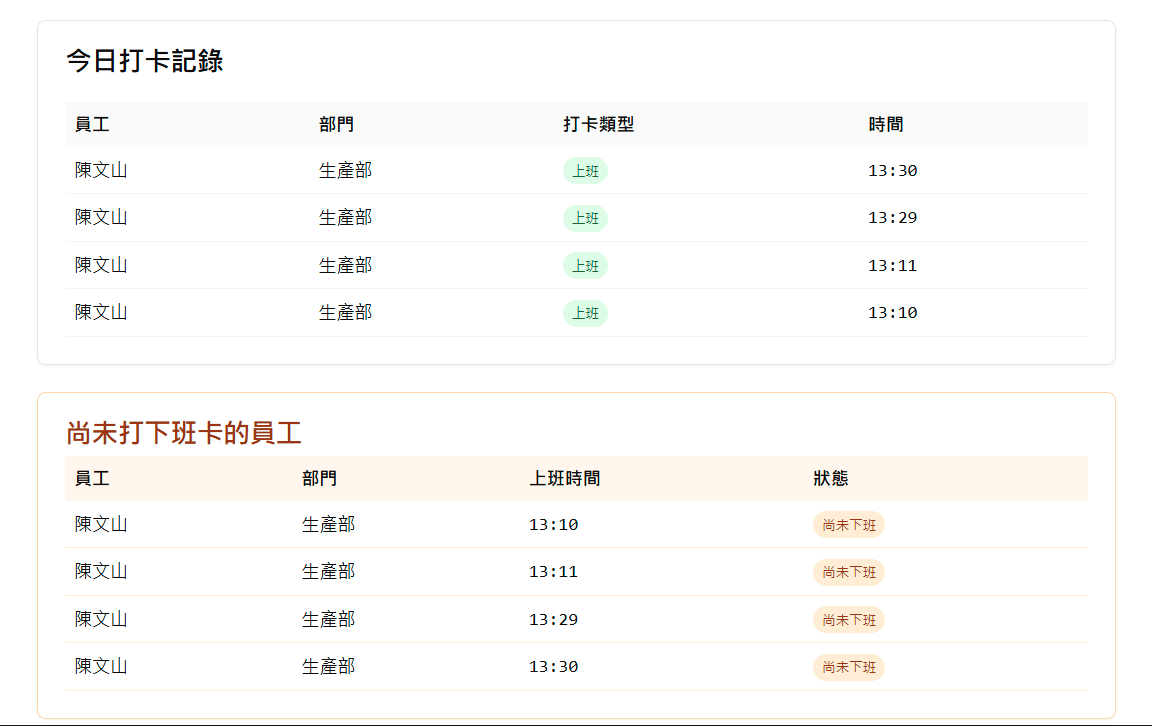 今日打卡記錄
員工 部門 打卡類型 時間
陳文山 生產部 上班 13:30
陳文山 生產部 上班 13:29
陳文山 生產部 上班 13:11
陳文山 生產部 上班 13:10
尚未打下班卡的員工
員工 部門 上班時間 狀態
陳文山 生產部 13:10 尚未下班
陳文山 生產部 13:11 尚未下班
陳文山 生產部 13:29 尚未下班
陳文山 生產部 13:30 尚未下班